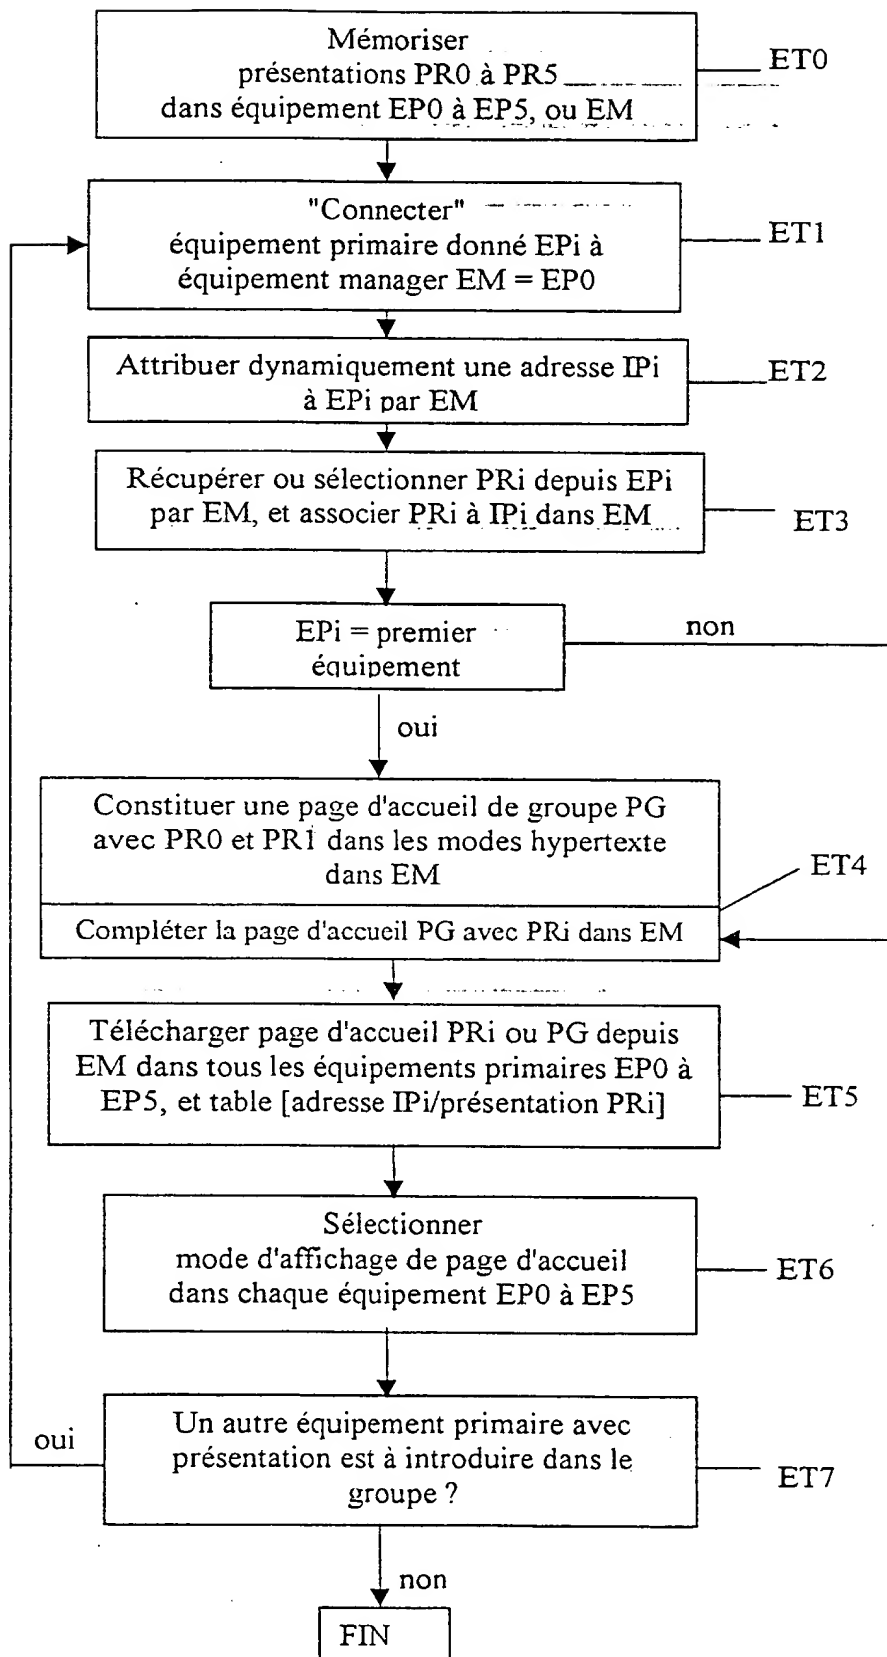 Mémoriser
présentations PR0 à PR5
dans équipement EP0 à EP5, ou EM
ET0
"Connecter"
équipement primaire donné EPi à
équipement manager EM = EP0
ET1
Attribuer dynamiquement une adresse IPi
à EPi par EM
ET2
Récupérer ou sélectionner PRi depuis EPi
par EM, et associer PRi à IPi dans EM
ET3
EPi = premier
équipement
non
oui
Constituer une page d'accueil de groupe PG
avec PR0 et PR1 dans les modes hypertexte
dans EM
ET4
Compléter la page d'accueil PG avec PRi dans EM
Télécharger page d'accueil PRi ou PG depuis
EM dans tous les équipements primaires EP0 à
EP5, et table [adresse IPi/présentation PRi]
ET5
Sélectionner
mode d'affichage de page d'accueil
dans chaque équipement EP0 à EP5
ET6
oui
Un autre équipement primaire avec
présentation est à introduire dans le
groupe ?
ET7
non
FIN